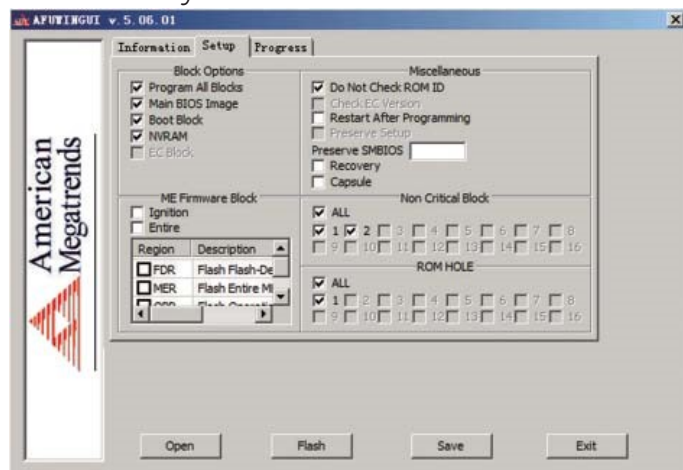 AFUWINGUI v.5.06.01
American
Megatrends
Information Setup Progress
Block Options
Program All Blocks
Main BIOS Image
Boot Block
NVRAM
EC Block
Miscellaneous
Do Not Check ROM ID
Check EC Version
Restart After Programming
Preserve Setup
Preserve SMBIOS
Recovery
Capsule
ME Firmware Block
Ignition
Entire
Region Description
FDR Flash Flash-De
MER Flash Entire M
Non Critical Block
ALL
1 2 3 4 5 6 7 8
9 10 11 12 13 14 15 16
ROM HOLE
ALL
1 2 3 4 5 6 7 8
9 10 11 12 13 14 15 16
Open Flash Save Exit